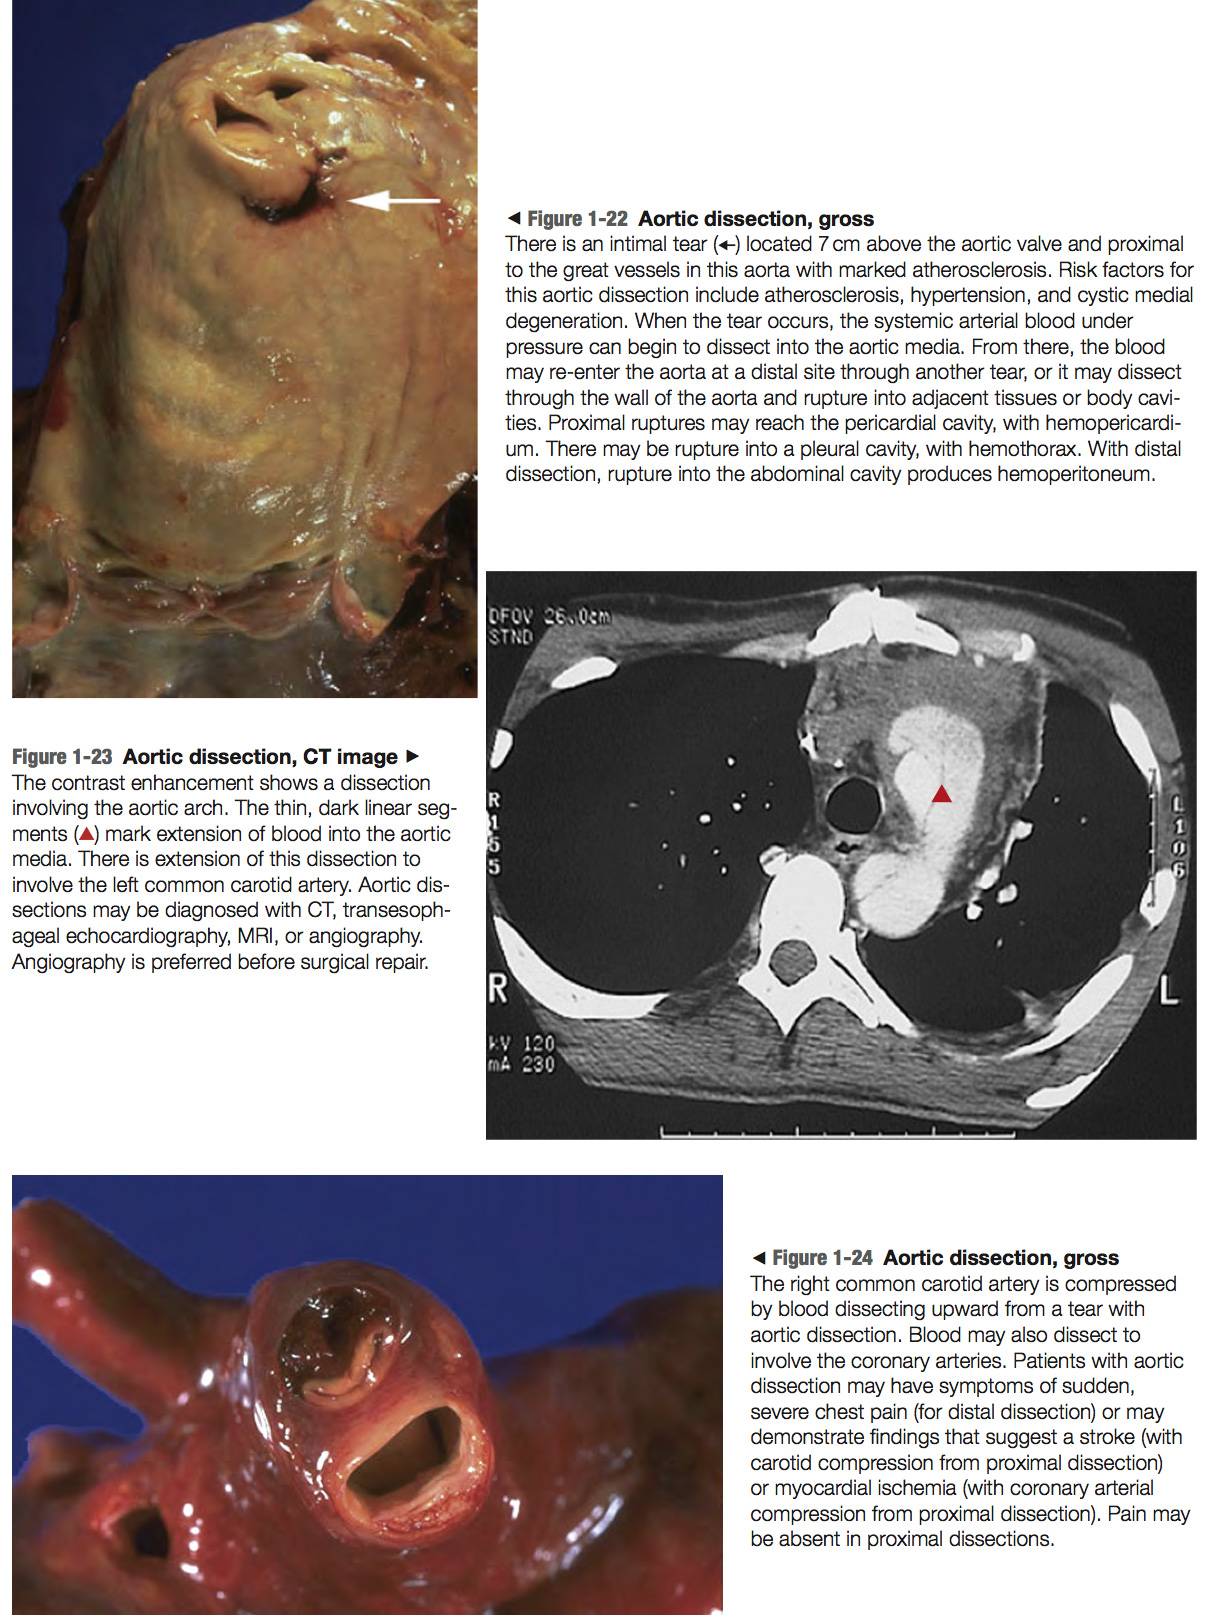 ◄ Figure 1-22 Aortic dissection, gross
There is an intimal tear (←) located 7 cm above the aortic valve and proximal
to the great vessels in this aorta with marked atherosclerosis. Risk factors for
this aortic dissection include atherosclerosis, hypertension, and cystic medial
degeneration. When the tear occurs, the systemic arterial blood under
pressure can begin to dissect into the aortic media. From there, the blood
may re-enter the aorta at a distal site through another tear, or it may dissect
through the wall of the aorta and rupture into adjacent tissues or body cavi-
ties. Proximal ruptures may reach the pericardial cavity, with hemopericardi-
um. There may be rupture into a pleural cavity, with hemothorax. With distal
dissection, rupture into the abdominal cavity produces hemoperitoneum.
Figure 1-23 Aortic dissection, CT image ►
The contrast enhancement shows a dissection
involving the aortic arch. The thin, dark linear seg-
ments (▲) mark extension of blood into the aortic
media. There is extension of this dissection to
involve the left common carotid artery. Aortic dis-
sections may be diagnosed with CT, transesoph-
ageal echocardiography, MRI, or angiography.
Angiography is preferred before surgical repair.
DFOV 26.0cm
STND
R
1
5
5
L
1
0
6
R
L
kV 120
mA 230
◄ Figure 1-24 Aortic dissection, gross
The right common carotid artery is compressed
by blood dissecting upward from a tear with
aortic dissection. Blood may also dissect to
involve the coronary arteries. Patients with aortic
dissection may have symptoms of sudden,
severe chest pain (for distal dissection) or may
demonstrate findings that suggest a stroke (with
carotid compression from proximal dissection)
or myocardial ischemia (with coronary arterial
compression from proximal dissection). Pain may
be absent in proximal dissections.